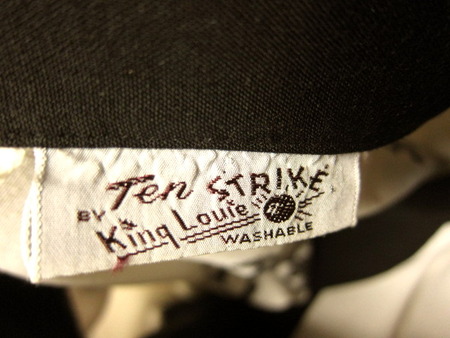 Ten STRIKE
BY King Louie
WASHABLE